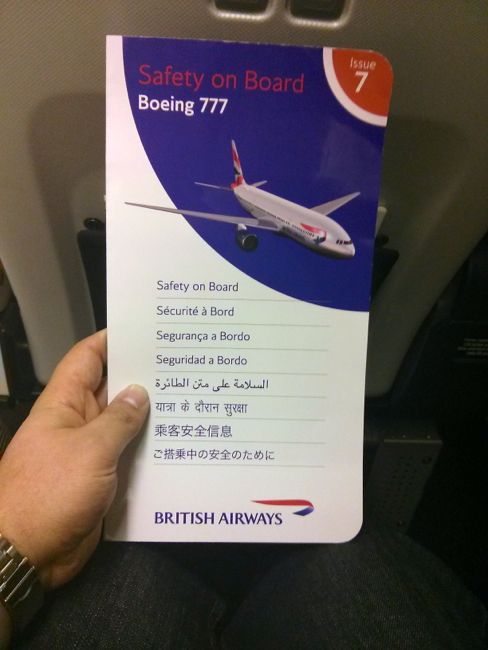 Safety on Board
Boeing 777
Issue
7
Safety on Board
Sécurité à Bord
Segurança a Bordo
Seguridad a Bordo
السلامة على متن الطائرة
यात्रा के दौरान सुरक्षा
乘客安全信息
ご搭乗中の安全のために
BRITISH AIRWAYS